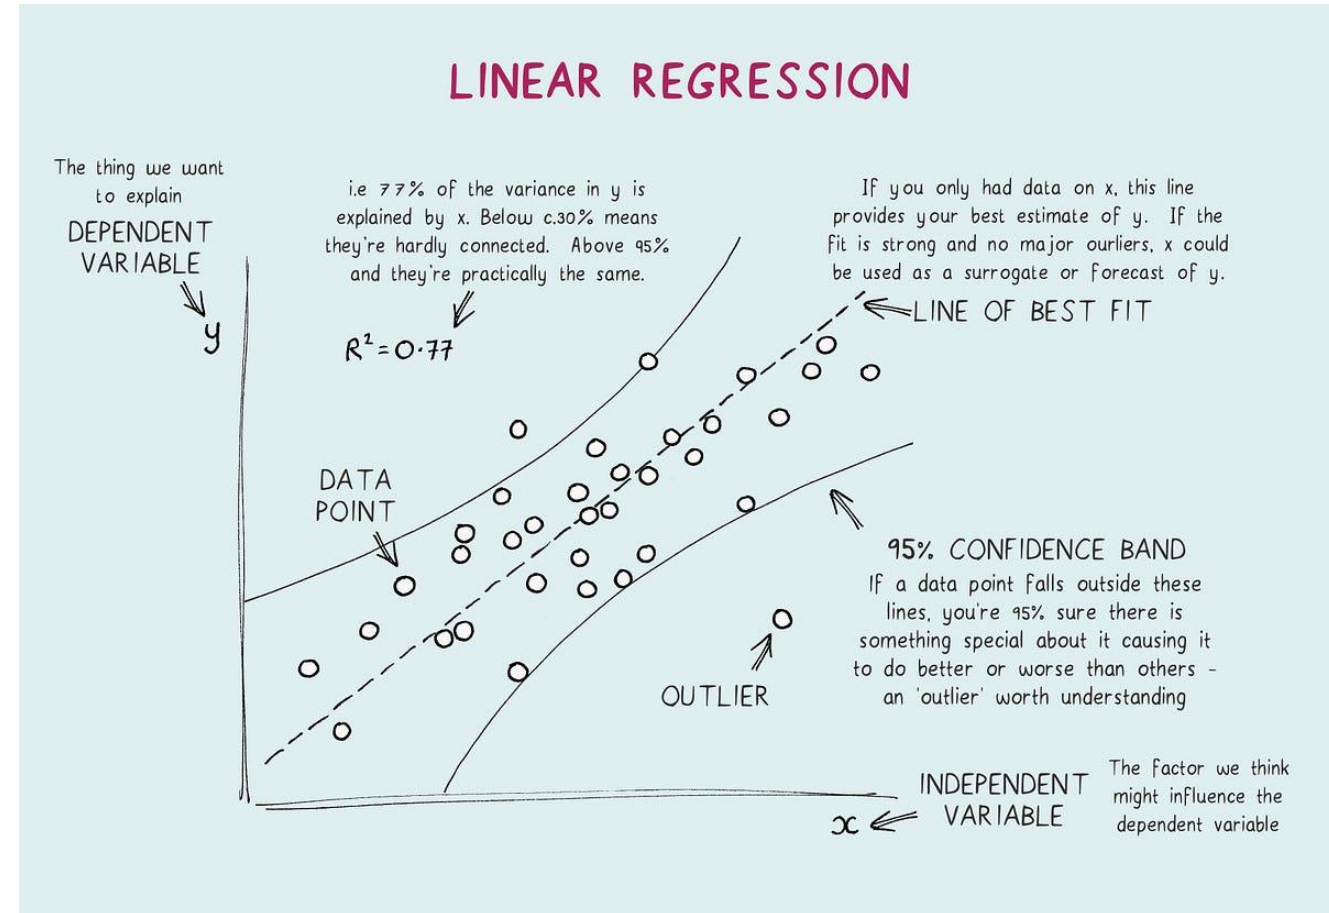 LINEAR REGRESSION
The thing we want
to explain
DEPENDENT
VARIABLE
y
i.e 77% of the variance in y is
explained by x. Below c.30% means
they're hardly connected. Above 95%
and they're practically the same.
R²=0.77
If you only had data on x, this line
provides your best estimate of y. If the
fit is strong and no major ourliers, x could
be used as a surrogate or forecast of y.
LINE OF BEST FIT
DATA
POINT
95% CONFIDENCE BAND
If a data point falls outside these
lines, you're 95% sure there is
something special about it causing it
to do better or worse than others -
an 'outlier' worth understanding
OUTLIER
INDEPENDENT
VARIABLE
x
The factor we think
might influence the
dependent variable